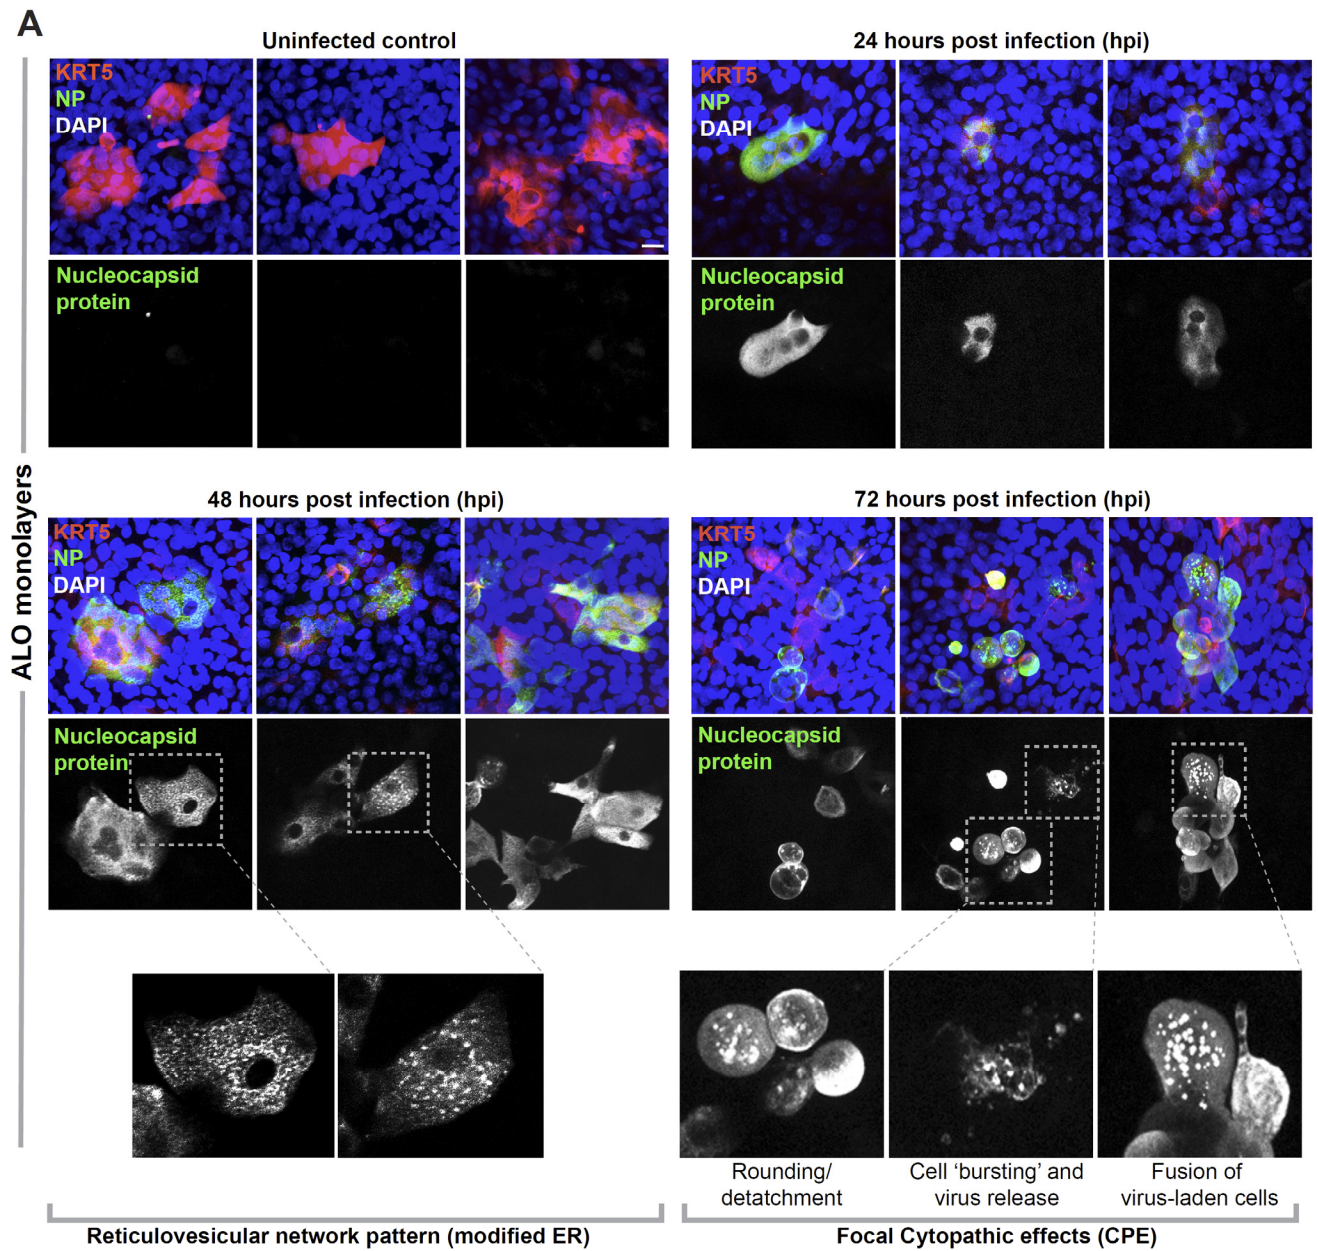 A
Uninfected control
24 hours post infection (hpi)
KRT5
NP
DAPI
KRT5
NP
DAPI
Nucleocapsid
protein
Nucleocapsid
protein
ALO monolayers
48 hours post infection (hpi)
72 hours post infection (hpi)
KRT5
NP
DAPI
KRT5
NP
DAPI
Nucleocapsid
protein
Nucleocapsid
protein
Rounding/
detatchment
Cell ‘bursting’ and
virus release
Fusion of
virus-laden cells
Reticulovesicular network pattern (modified ER)
Focal Cytopathic effects (CPE)